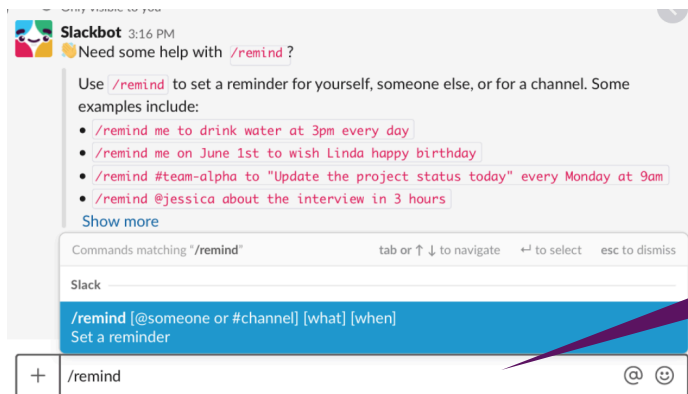 Only visible to you
Slackbot 3:16 PM
👋Need some help with /remind ?
Use /remind to set a reminder for yourself, someone else, or for a channel. Some
examples include:
• /remind me to drink water at 3pm every day
• /remind me on June 1st to wish Linda happy birthday
• /remind #team-alpha to "Update the project status today" every Monday at 9am
• /remind @jessica about the interview in 3 hours
Show more
Commands matching "/remind" tab or ↑ ↓ to navigate ↵ to select esc to dismiss
Slack
/remind [@someone or #channel] [what] [when]
Set a reminder
+ /remind @